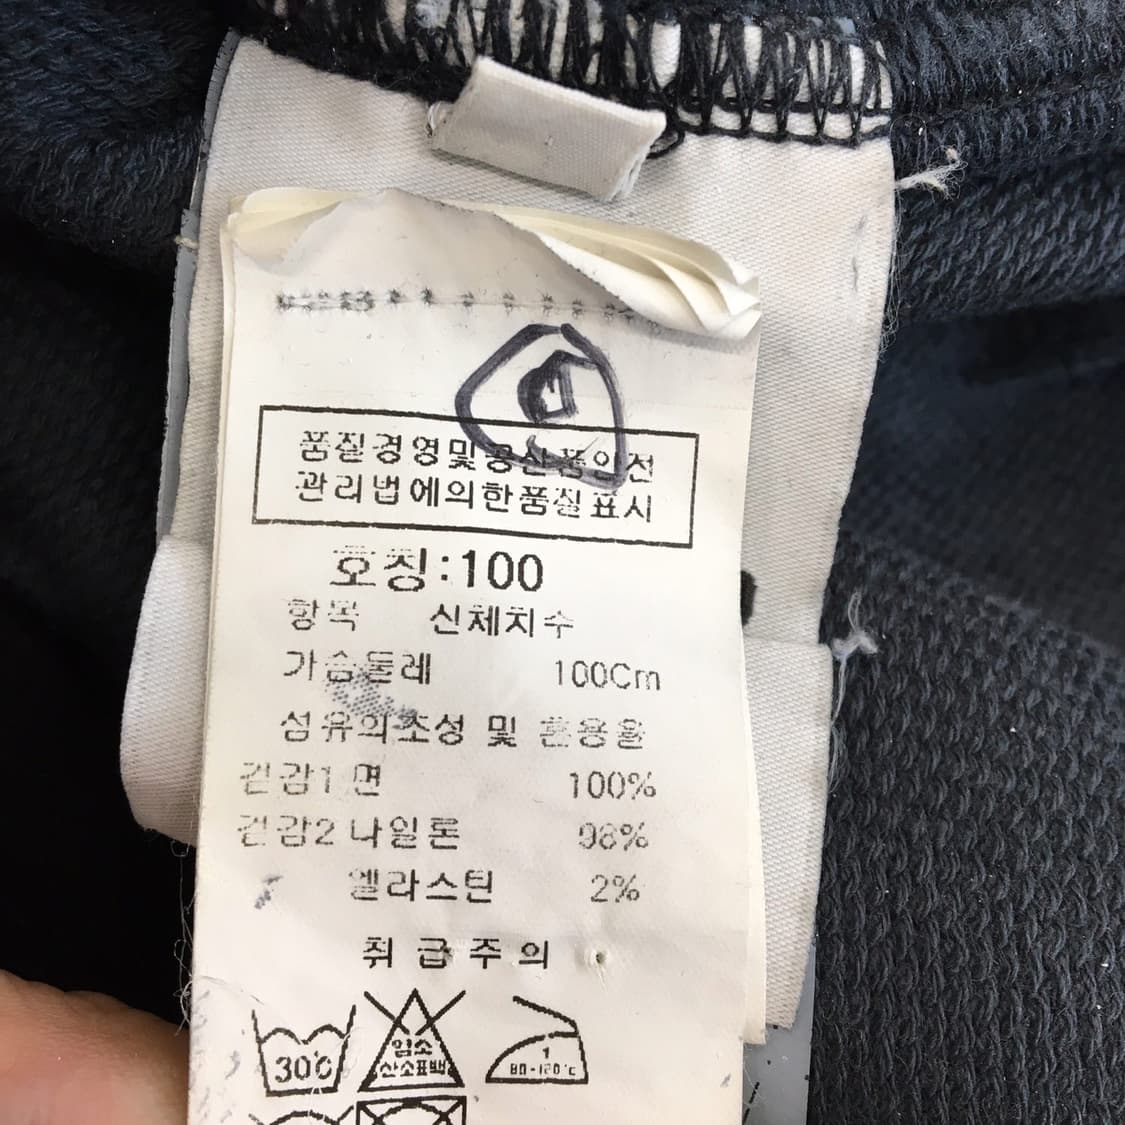 품질경영및공산품안전
관리법에의한품질표시
호칭:100
항목 신체치수
가슴둘레 100Cm
섬유의조성 및 혼용율
겉감1 면 100%
겉감2 나일론 98%
엘라스틴 2%
취급주의
30℃
염소
산소표백
1
80-120℃